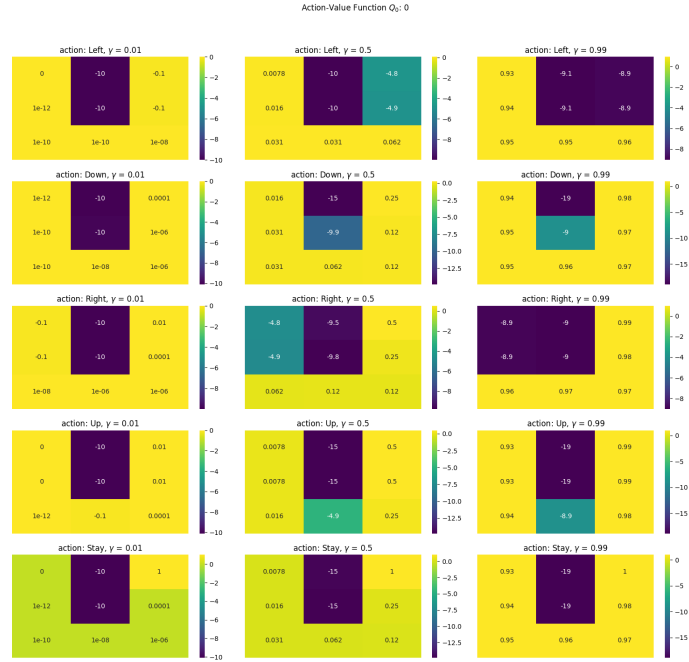 Action-Value Function Q₀: 0
action: Left, γ = 0.01
action: Left, γ = 0.5
action: Left, γ = 0.99
0 -10 -0.1
1e-12 -10 -0.1
1e-10 1e-10 1e-08
0 −2 −4 −6 −8 −10
0.0078 -10 -4.8
0.016 -10 -4.9
0.031 0.031 0.062
0 −2 −4 −6 −8
0.93 -9.1 -8.9
0.94 -9.1 -8.9
0.95 0.95 0.96
0 −2 −4 −6 −8
action: Down, γ = 0.01
action: Down, γ = 0.5
action: Down, γ = 0.99
1e-12 -10 0.0001
1e-10 -10 1e-06
1e-08 1e-08 1e-06
0 −2 −4 −6 −8 −10
0.016 -15 0.25
0.031 -9.9 0.12
0.031 0.062 0.12
0.0 −2.5 −5.0 −7.5 −10.0 −12.5
0.94 -19 0.98
0.95 -9 0.97
0.95 0.96 0.97
0 −5 −10 −15
action: Right, γ = 0.01
action: Right, γ = 0.5
action: Right, γ = 0.99
-0.1 -10 0.01
-0.1 -10 0.0001
1e-08 1e-06 1e-06
0 −2 −4 −6 −8
-4.8 -9.5 0.5
-4.9 -9.8 0.25
0.062 0.12 0.12
0 −2 −4 −6 −8
-8.9 -9 0.99
-8.9 -9 0.98
0.96 0.97 0.97
0 −2 −4 −6 −8
action: Up, γ = 0.01
action: Up, γ = 0.5
action: Up, γ = 0.99
0 -10 0.01
0 -10 0.01
1e-12 -0.1 0.0001
0 −2 −4 −6 −8 −10
0.0078 -15 0.5
0.0078 -15 0.5
0.016 -4.9 0.25
0.0 −2.5 −5.0 −7.5 −10.0 −12.5
0.93 -19 0.99
0.93 -19 0.99
0.94 -8.9 0.98
0 −5 −10 −15
action: Stay, γ = 0.01
action: Stay, γ = 0.5
action: Stay, γ = 0.99
0 -10 1
1e-12 -10 0.0001
1e-10 1e-08 1e-06
0 −2 −4 −6 −8 −10
0.0078 -15 1
0.016 -15 0.25
0.031 0.062 0.12
0.0 −2.5 −5.0 −7.5 −10.0 −12.5
0.93 -19 1
0.94 -19 0.98
0.95 0.96 0.97
0 −5 −10 −15